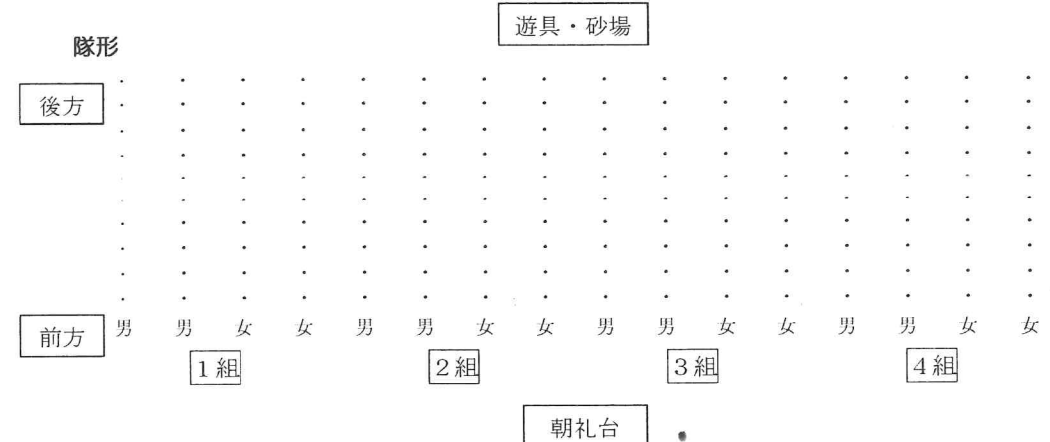 遊具・砂場
隊形
後方
前方
男 男 女 女 男 男 女 女 男 男 女 女 男 男 女 女
1組 2組 3組 4組
朝礼台